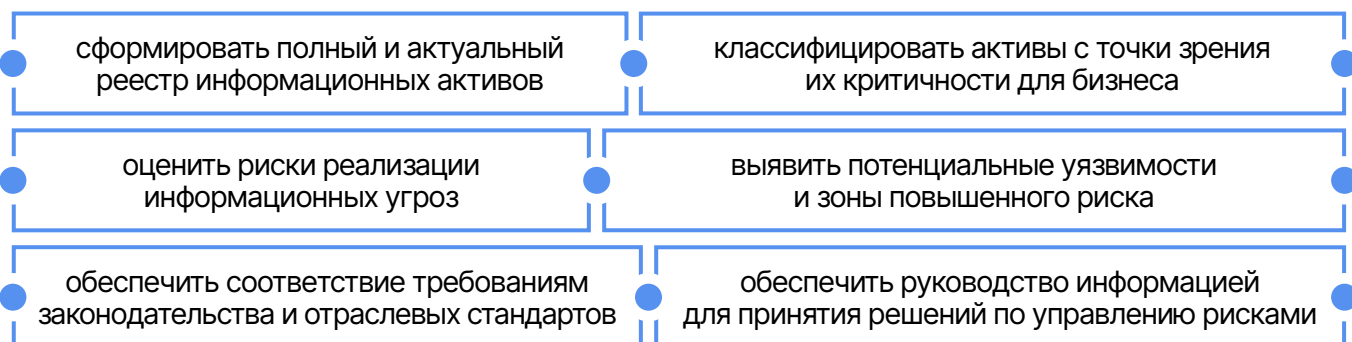 сформировать полный и актуальный
реестр информационных активов
классифицировать активы с точки зрения
их критичности для бизнеса
оценить риски реализации
информационных угроз
выявить потенциальные уязвимости
и зоны повышенного риска
обеспечить соответствие требованиям
законодательства и отраслевых стандартов
обеспечить руководство информацией
для принятия решений по управлению рисками